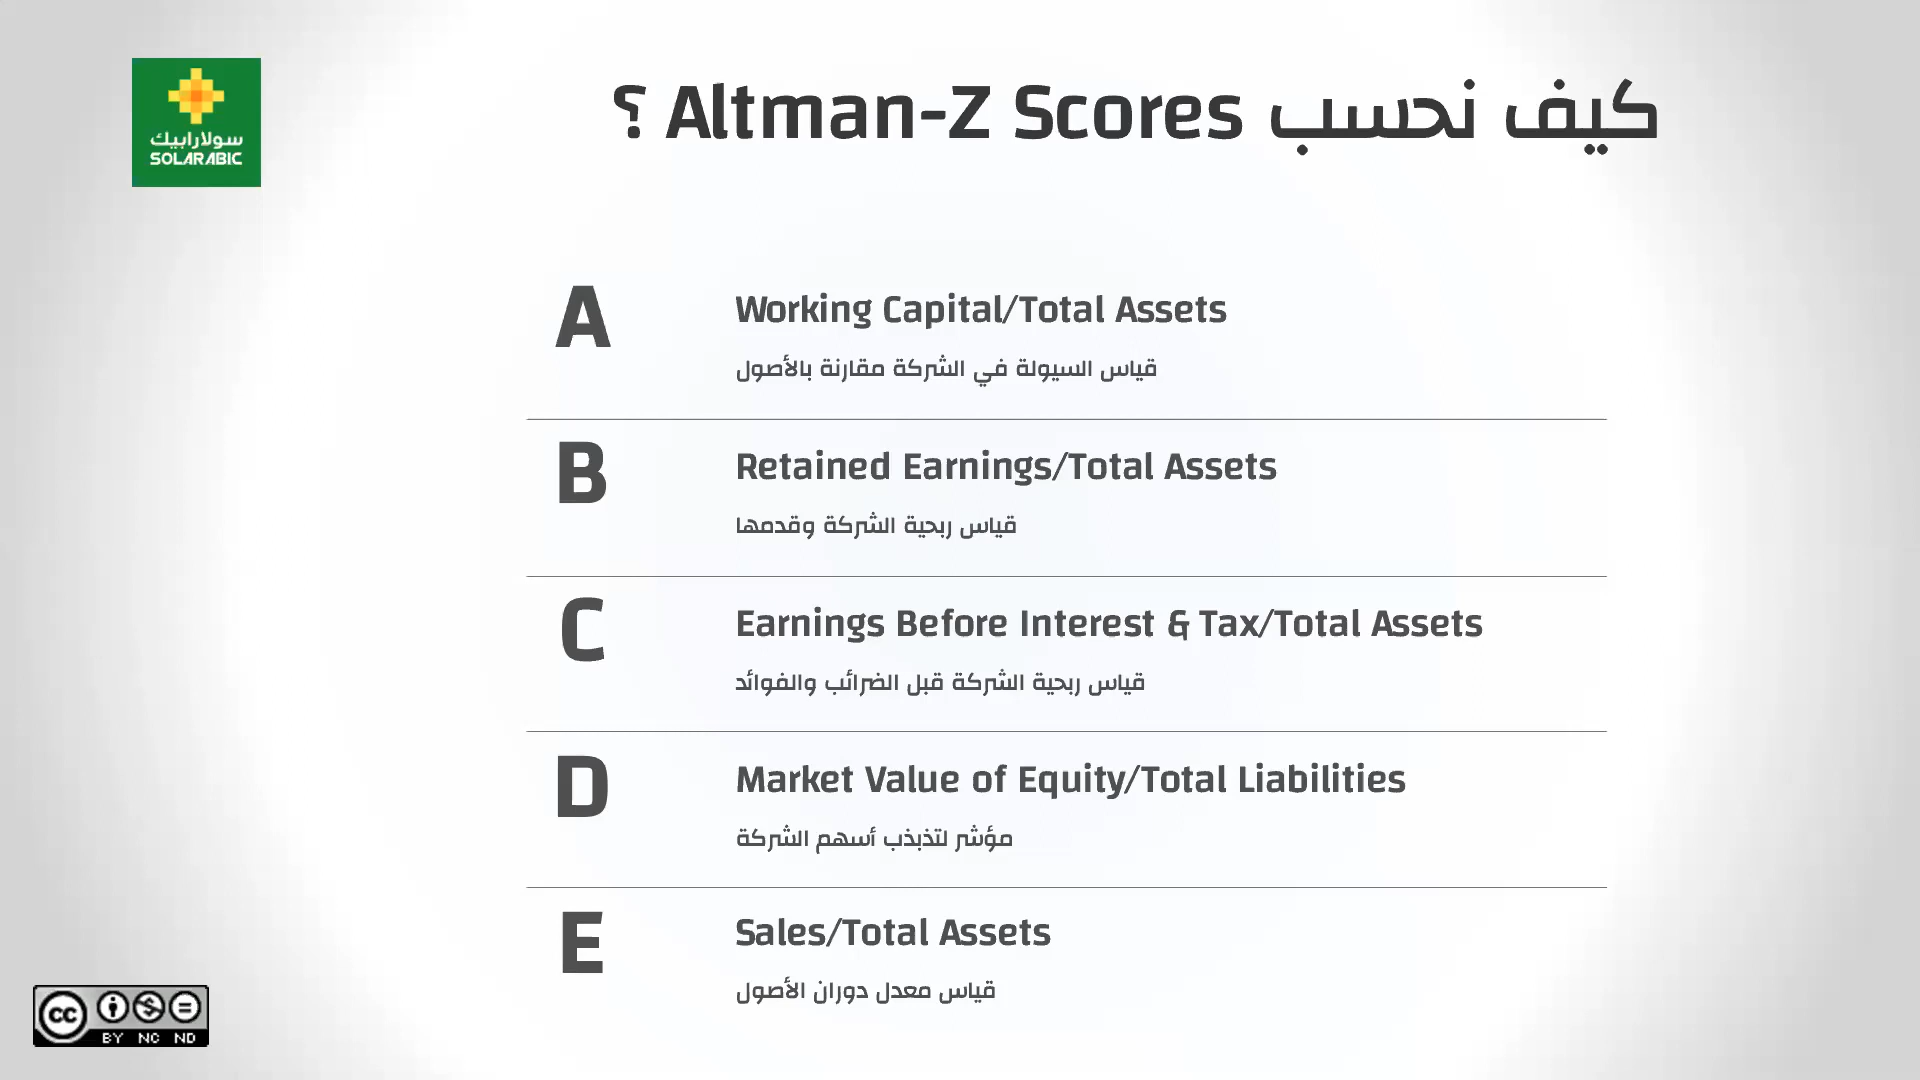 كيف نحسب Altman-Z Scores ؟
سولارابيك
SOLARABIC
A
Working Capital/Total Assets
قياس السيولة في الشركة مقارنة بالأصول
B
Retained Earnings/Total Assets
قياس ربحية الشركة وقدمها
C
Earnings Before Interest & Tax/Total Assets
قياس ربحية الشركة قبل الضرائب والفوائد
D
Market Value of Equity/Total Liabilities
مؤشر لتذبذب أسهم الشركة
E
Sales/Total Assets
قياس معدل دوران الأصول
cc
BY NC ND